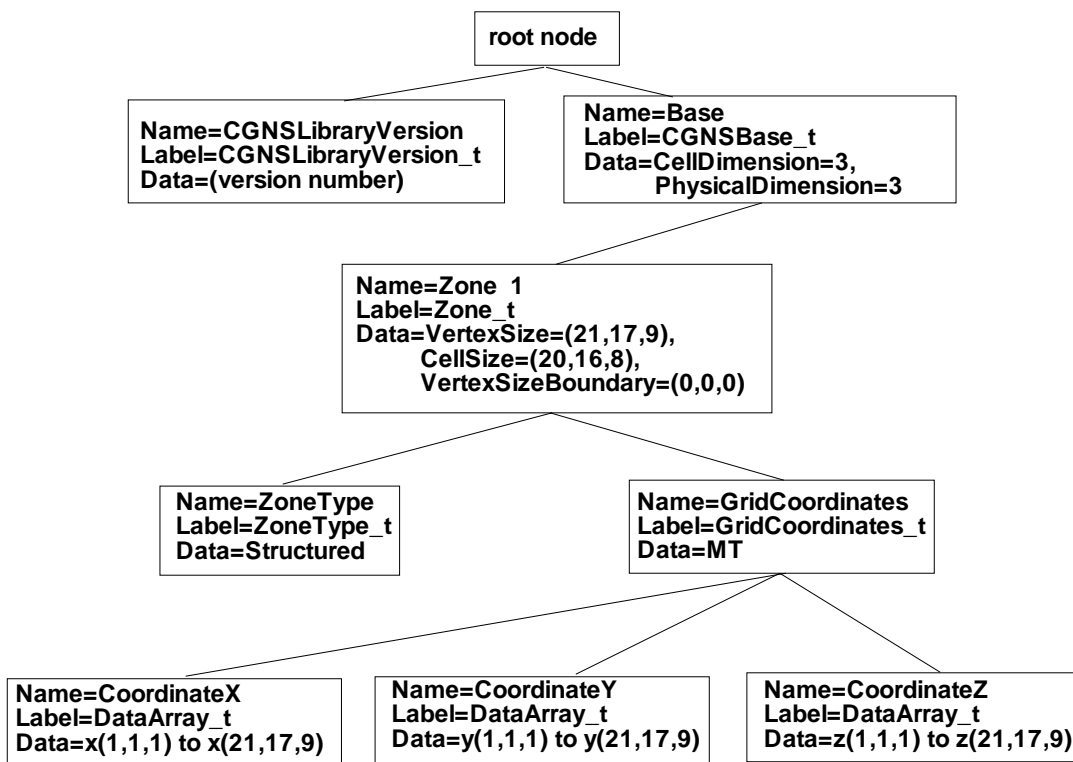 root node
Name=CGNSLibraryVersion
Label=CGNSLibraryVersion_t
Data=(version number)
Name=Base
Label=CGNSBase_t
Data=CellDimension=3,
PhysicalDimension=3
Name=Zone 1
Label=Zone_t
Data=VertexSize=(21,17,9),
CellSize=(20,16,8),
VertexSizeBoundary=(0,0,0)
Name=ZoneType
Label=ZoneType_t
Data=Structured
Name=GridCoordinates
Label=GridCoordinates_t
Data=MT
Name=CoordinateX
Label=DataArray_t
Data=x(1,1,1) to x(21,17,9)
Name=CoordinateY
Label=DataArray_t
Data=y(1,1,1) to y(21,17,9)
Name=CoordinateZ
Label=DataArray_t
Data=z(1,1,1) to z(21,17,9)